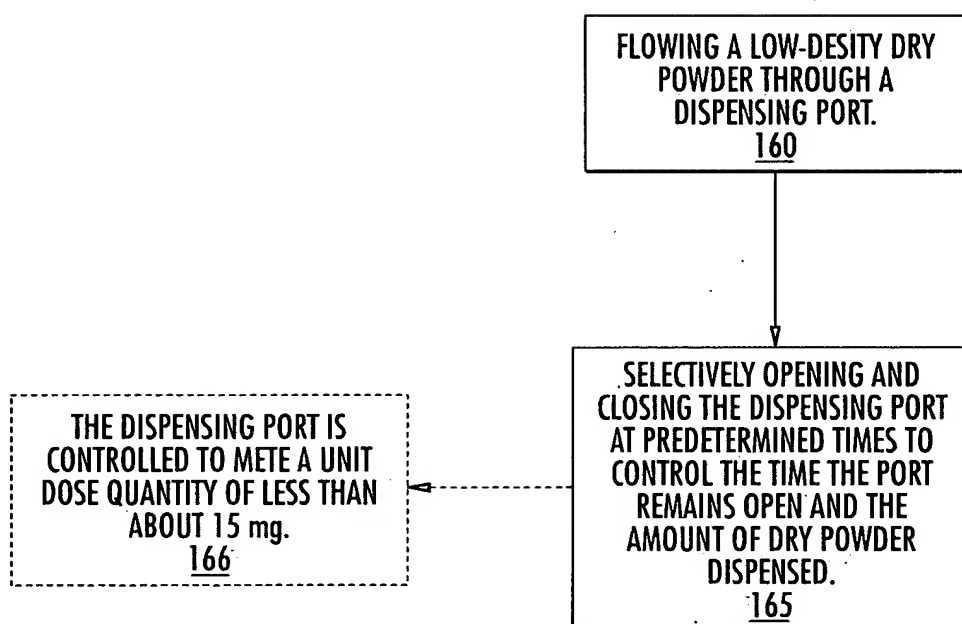 FLOWING A LOW-DESITY DRY
POWDER THROUGH A
DISPENSING PORT.
160
SELECTIVELY OPENING AND
CLOSING THE DISPENSING PORT
AT PREDETERMINED TIMES TO
CONTROL THE TIME THE PORT
REMAINS OPEN AND THE
AMOUNT OF DRY POWDER
DISPENSED.
165
THE DISPENSING PORT IS
CONTROLLED TO METE A UNIT
DOSE QUANTITY OF LESS THAN
ABOUT 15 mg.
166